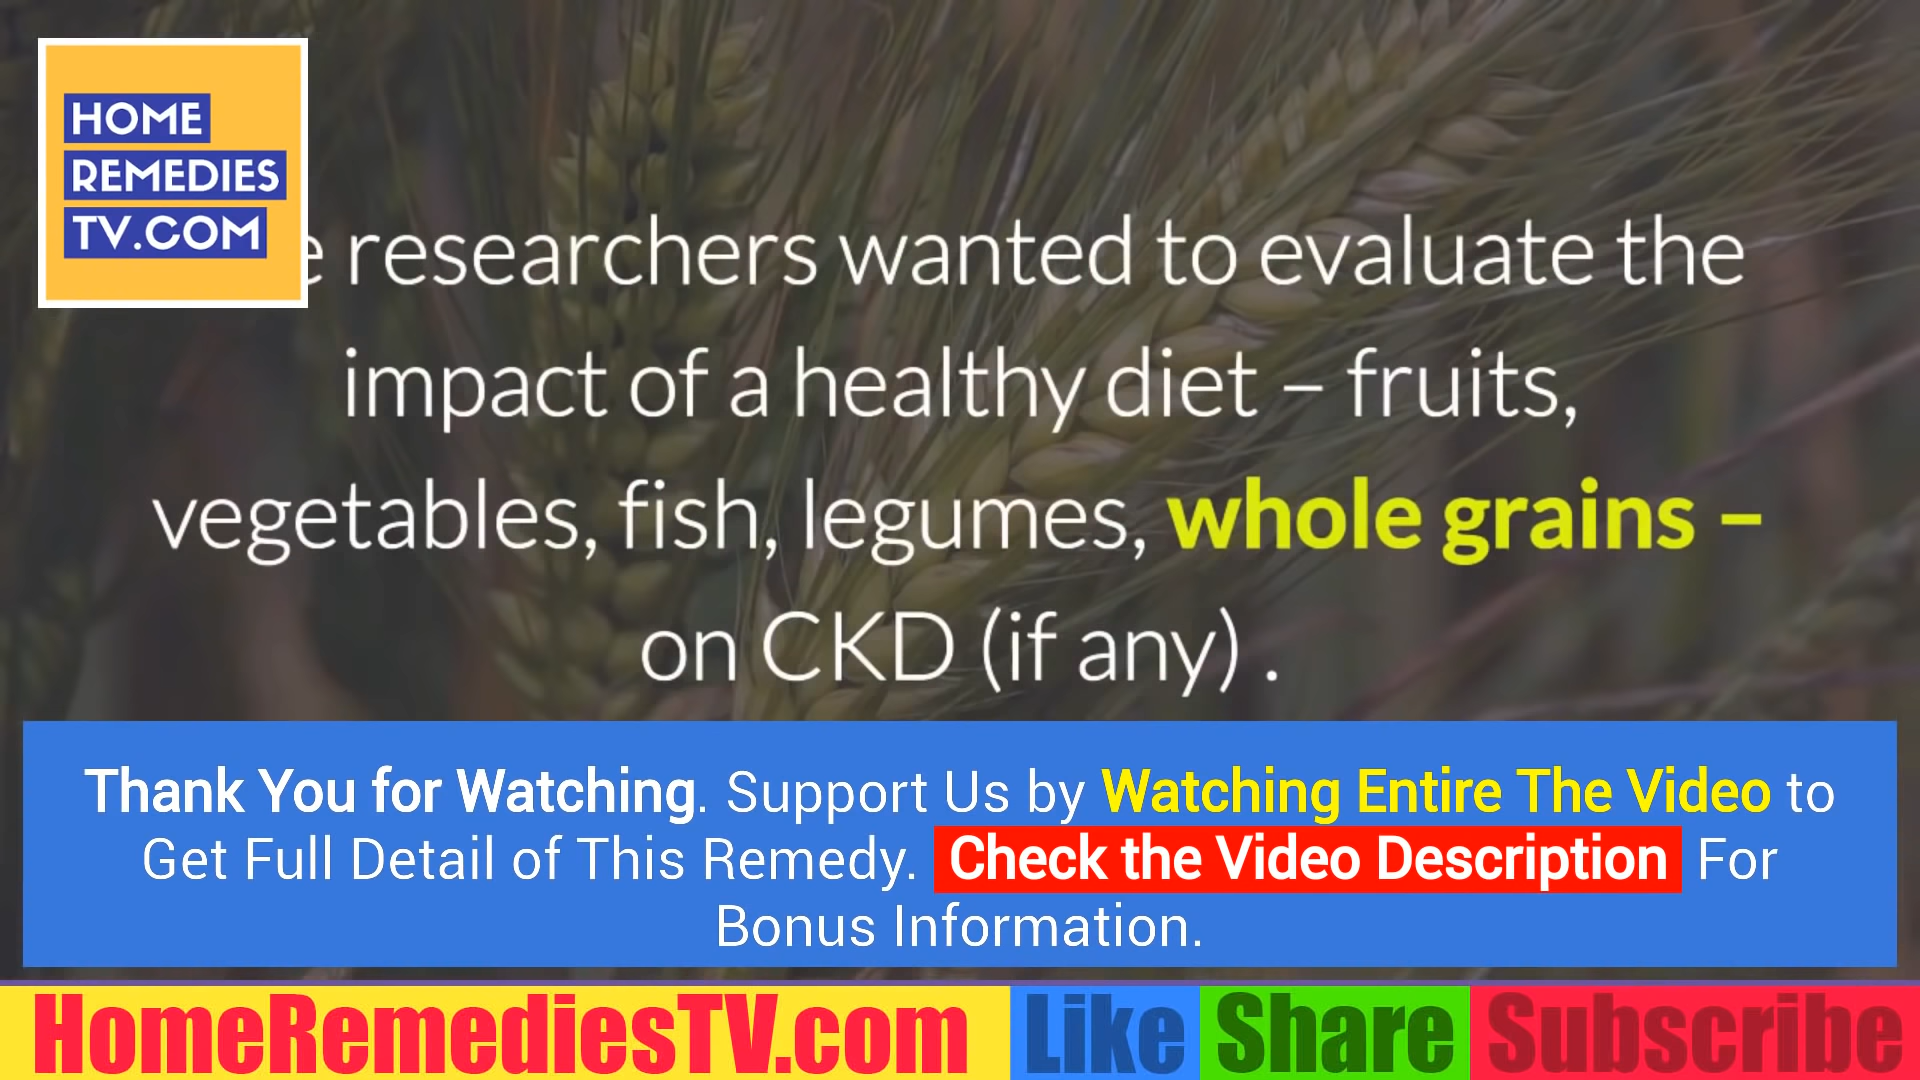 HOME
REMEDIES
TV.COM
researchers wanted to evaluate the
impact of a healthy diet – fruits,
vegetables, fish, legumes, whole grains –
on CKD (if any) .
Thank You for Watching. Support Us by Watching Entire The Video to
Get Full Detail of This Remedy. Check the Video Description For
Bonus Information.
HomeRemediesTV.com Like Share Subscribe